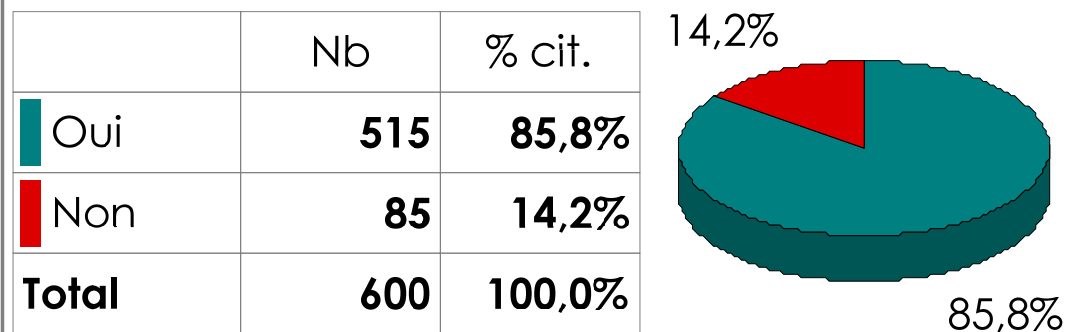 Nb % cit.
Oui 515 85,8%
Non 85 14,2%
Total 600 100,0%
14,2%
85,8%